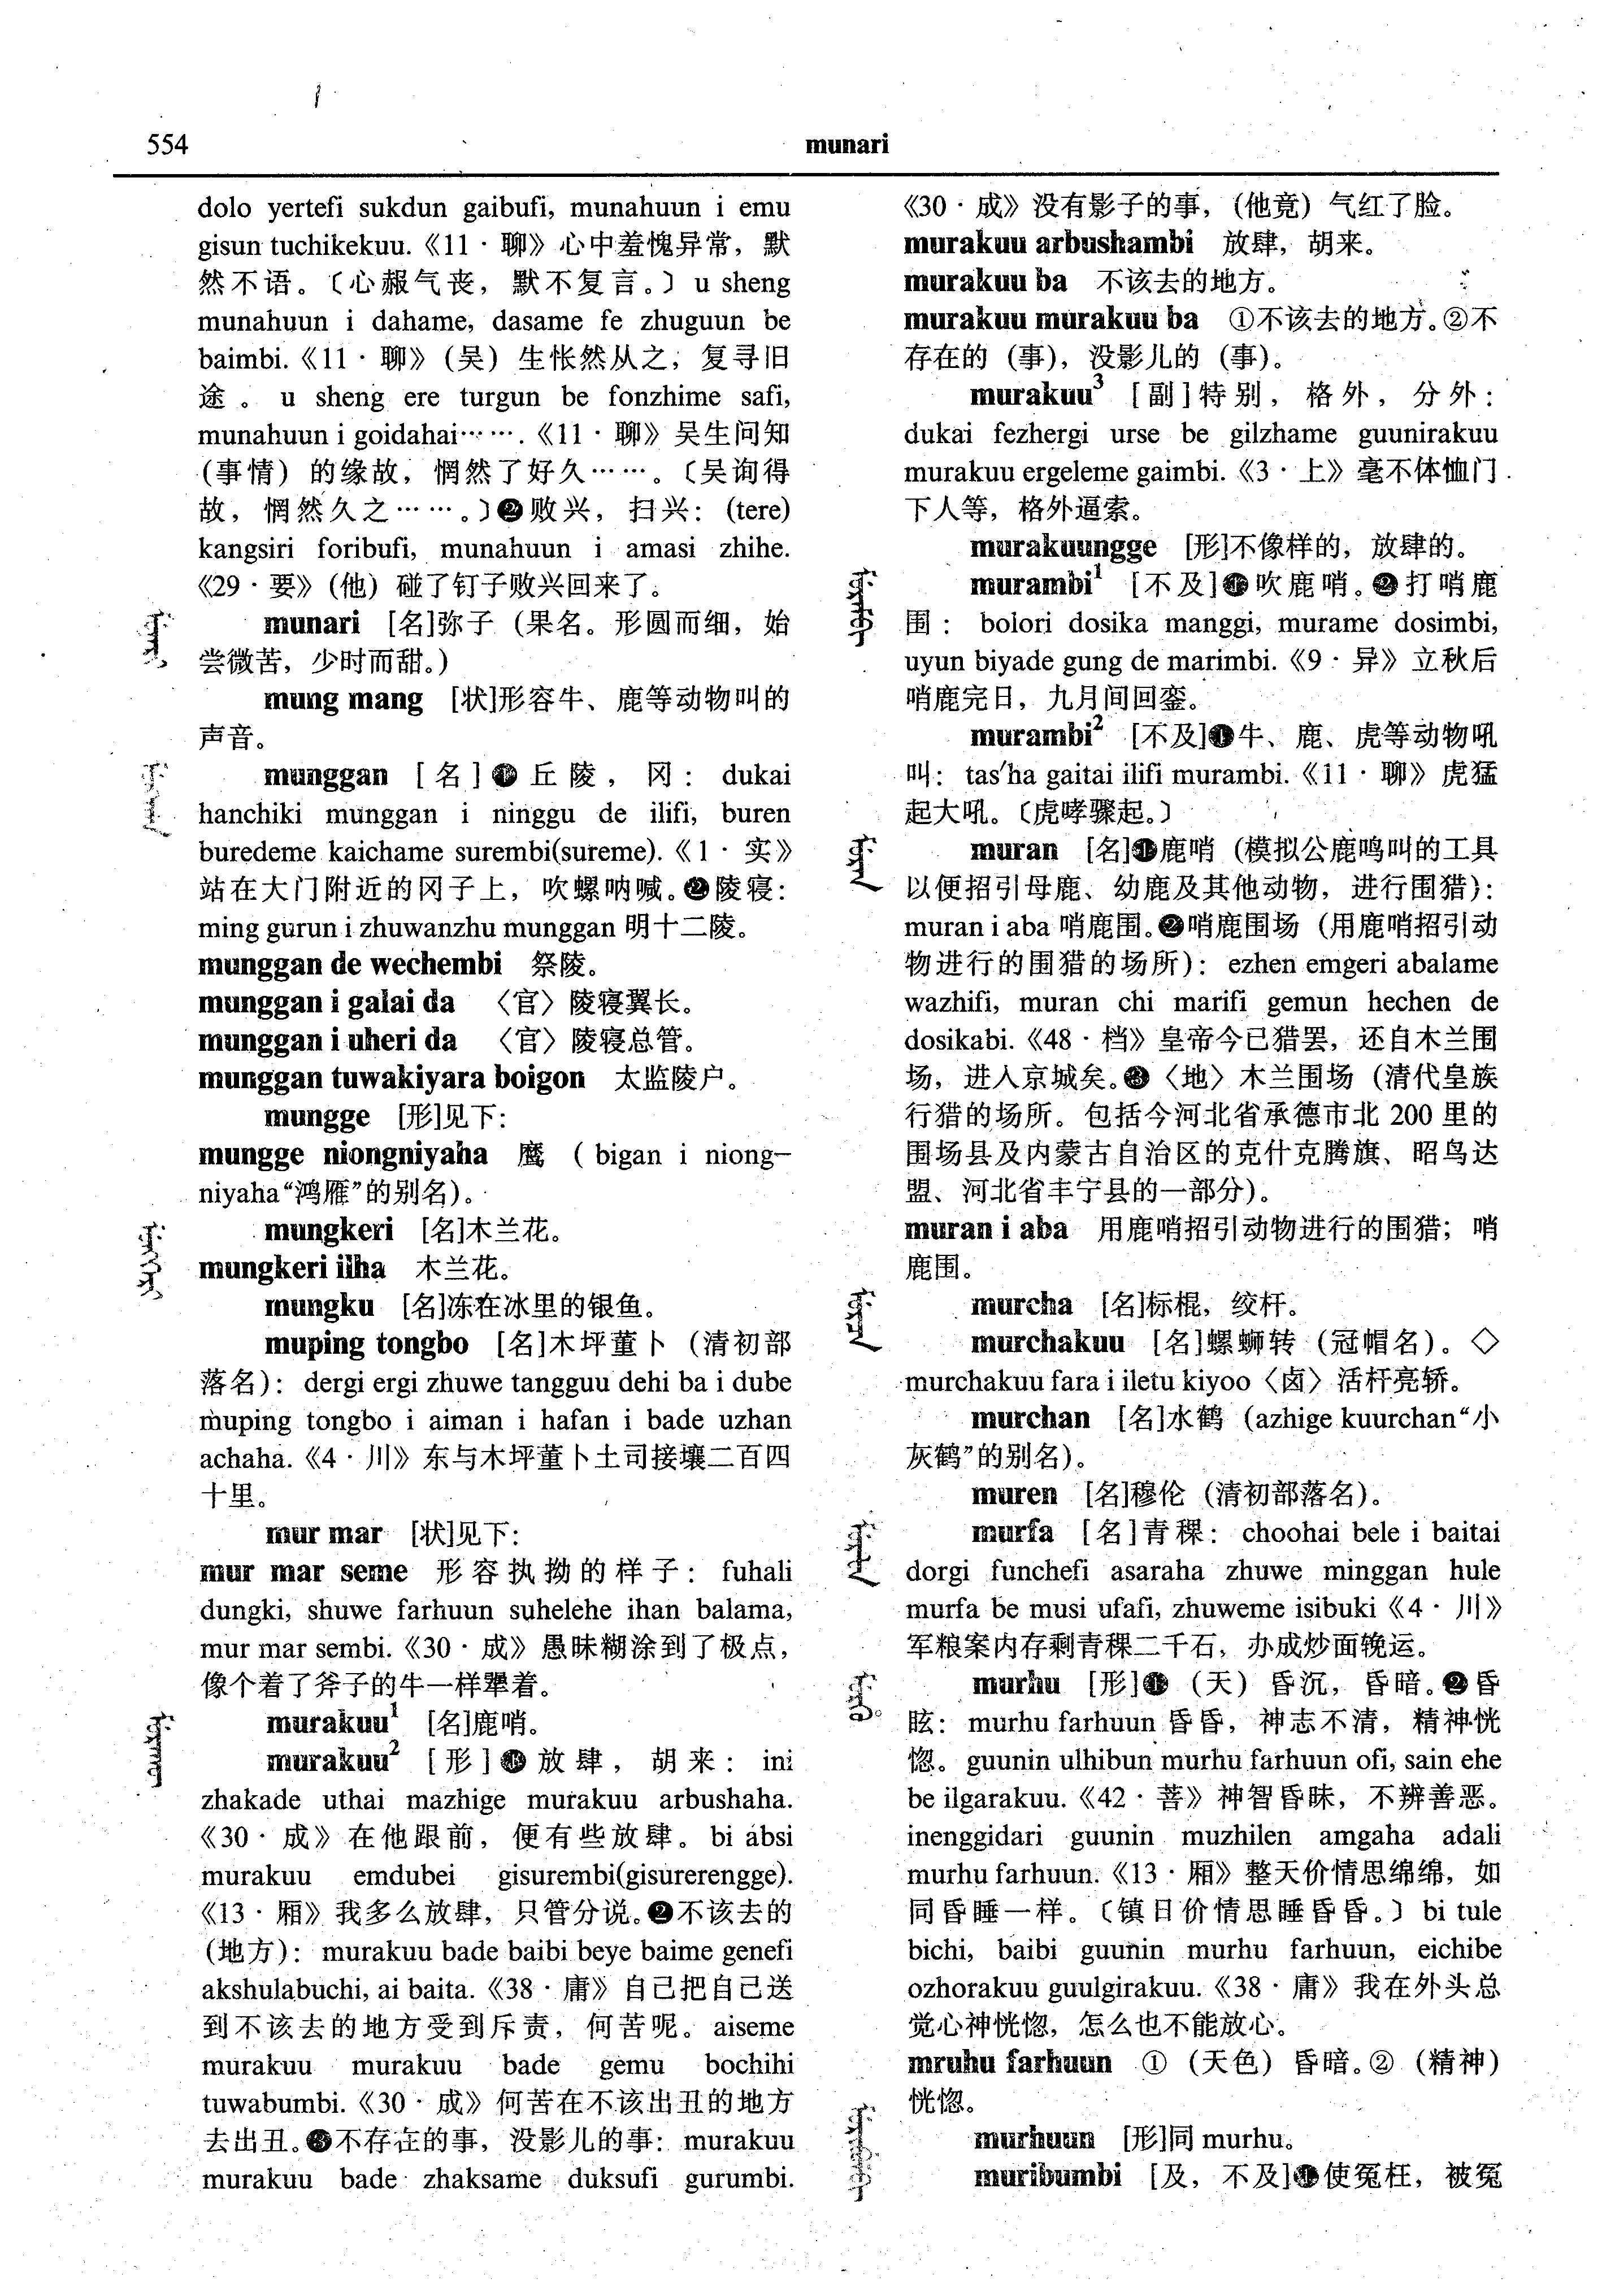 554
munari
dolo yertefi sukdun gaibufi, munahuun i emu
gisun tuchikekuu.《11·聊》心中羞愧异常，默
然不语。〔心赧气丧，默不复言。〕u sheng
munahuun i dahame, dasame fe zhuguun be
baimbi.《11·聊》（吴）生怅然从之，复寻旧
途。u sheng ere turgun be fonzhime safi,
munahuun i goidahai…….《11·聊》吴生问知
（事情）的缘故，惘然了好久……。〔吴询得
故，惘然久之……。〕❷败兴，扫兴：(tere)
kangsiri foribufi, munahuun i amasi zhihe.
《29·要》（他）碰了钉子败兴回来了。
munari [名]弥子（果名。形圆而细，始
尝微苦，少时而甜。）
mung mang [状]形容牛、鹿等动物叫的
声音。
munggan [名]❶丘陵，冈：dukai
hanchiki munggan i ninggu de ilifi, buren
buredeme kaichame surembi(sureme).《1·实》
站在大门附近的冈子上，吹螺呐喊。❷陵寝：
ming gurun i zhuwanzhu munggan 明十二陵。
munggan de wechembi 祭陵。
munggan i galai da 〈官〉陵寝翼长。
munggan i uheri da 〈官〉陵寝总管。
munggan tuwakiyara boigon 太监陵户。
mungge [形]见下：
mungge niongniyaha 鹰（bigan i niong-
niyaha“鸿雁”的别名）。
mungkeri [名]木兰花。
mungkeri ilha 木兰花。
mungku [名]冻在冰里的银鱼。
muping tongbo [名]木坪董卜（清初部
落名）：dergi ergi zhuwe tangguu dehi ba i dube
muping tongbo i aiman i hafan i bade uzhan
achaha.《4·川》东与木坪董卜土司接壤二百四
十里。
mur mar [状]见下：
mur mar seme 形容执拗的样子：fuhali
dungki, shuwe farhuun suhelehe ihan balama,
mur mar sembi.《30·成》愚昧糊涂到了极点，
像个着了斧子的牛一样犟着。
murakuu¹ [名]鹿哨。
murakuu² [形]❶放肆，胡来：ini
zhakade uthai mazhige murakuu arbushaha.
《30·成》在他跟前，便有些放肆。bi absi
murakuu emdubei gisurembi(gisurerengge).
《13·厢》我多么放肆，只管分说。❷不该去的
（地方）：murakuu bade baibi beye baime genefi
akshulabuchi, ai baita.《38·庸》自己把自己送
到不该去的地方受到斥责，何苦呢。aiseme
murakuu murakuu bade gemu bochihi
tuwabumbi.《30·成》何苦在不该出丑的地方
去出丑。❸不存在的事，没影儿的事：murakuu
murakuu bade zhaksame duksufi gurumbi.
《30·成》没有影子的事，（他竟）气红了脸。
murakuu arbushambi 放肆，胡来。
murakuu ba 不该去的地方。
murakuu murakuu ba ①不该去的地方。②不
存在的（事），没影儿的（事）。
murakuu³ [副]特别，格外，分外：
dukai fezhergi urse be gilzhame guunirakuu
murakuu ergeleme gaimbi.《3·上》毫不体恤门
下人等，格外逼索。
murakuungge [形]不像样的，放肆的。
murambi¹ [不及]❶吹鹿哨。❷打哨鹿
围：bolori dosika manggi, murame dosimbi,
uyun biyade gung de marimbi.《9·异》立秋后
哨鹿完日，九月间回銮。
murambi² [不及]❶牛、鹿、虎等动物吼
叫：tas'ha gaitai ilifi murambi.《11·聊》虎猛
起大吼。〔虎哮骤起。〕
muran [名]❶鹿哨（模拟公鹿鸣叫的工具
以便招引母鹿、幼鹿及其他动物，进行围猎）：
muran i aba 哨鹿围。❷哨鹿围场（用鹿哨招引动
物进行的围猎的场所）：ezhen emgeri abalame
wazhifi, muran chi marifi gemun hechen de
dosikabi.《48·档》皇帝今已猎罢，还自木兰围
场，进入京城矣。❸〈地〉木兰围场（清代皇族
行猎的场所。包括今河北省承德市北 200 里的
围场县及内蒙古自治区的克什克腾旗、昭乌达
盟、河北省丰宁县的一部分）。
muran i aba 用鹿哨招引动物进行的围猎；哨
鹿围。
murcha [名]标棍，绞杆。
murchakuu [名]螺蛳转（冠帽名）。◇
murchakuu fara i iletu kiyoo〈卤〉活杆亮轿。
murchan [名]水鹤（azhige kuurchan“小
灰鹤”的别名）。
muren [名]穆伦（清初部落名）。
murfa [名]青稞：choohai bele i baitai
dorgi funchefi asaraha zhuwe minggan hule
murfa be musi ufafi, zhuweme isibuki《4·川》
军粮案内存剩青稞二千石，办成炒面輓运。
murhu [形]❶（天）昏沉，昏暗。❷昏
眩：murhu farhuun 昏昏，神志不清，精神恍
惚。guunin ulhibun murhu farhuun ofi, sain ehe
be ilgarakuu.《42·菩》神智昏昧，不辨善恶。
inenggidari guunin muzhilen amgaha adali
murhu farhuun.《13·厢》整天价情思绵绵，如
同昏睡一样。〔镇日价情思睡昏昏。〕bi tule
bichi, baibi guunin murhu farhuun, eichibe
ozhorakuu guulgirakuu.《38·庸》我在外头总
觉心神恍惚，怎么也不能放心。
mruhu farhuun ①（天色）昏暗。②（精神）
恍惚。
murhuun [形]同 murhu。
muribumbi [及，不及]❶使冤枉，被冤